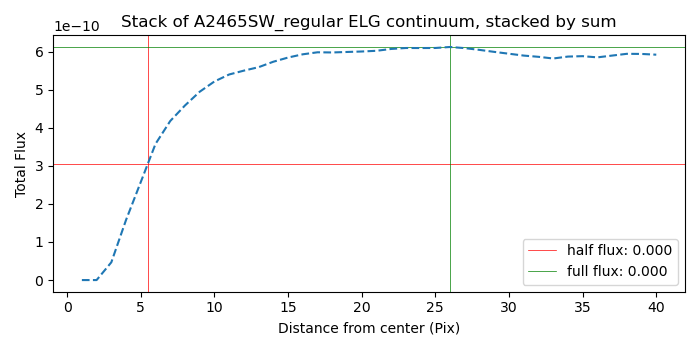 Stack of A2465SW_regular ELG continuum, stacked by sum
1e−10
6
5
4
3
2
1
0
Total Flux
half flux: 0.000
full flux: 0.000
0 5 10 15 20 25 30 35 40
Distance from center (Pix)